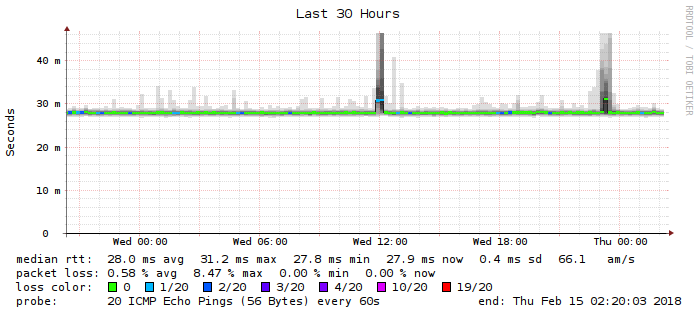 Last 30 Hours
RRDTOOL / TOBI OETIKER
Seconds
40 m
30 m
20 m
10 m
0
Wed 00:00 Wed 06:00 Wed 12:00 Wed 18:00 Thu 00:00
median rtt: 28.0 ms avg 31.2 ms max 27.8 ms min 27.9 ms now 0.4 ms sd 66.1 am/s
packet loss: 0.58 % avg 8.47 % max 0.00 % min 0.00 % now
loss color: 0 1/20 2/20 3/20 4/20 10/20 19/20
probe: 20 ICMP Echo Pings (56 Bytes) every 60s end: Thu Feb 15 02:20:03 2018